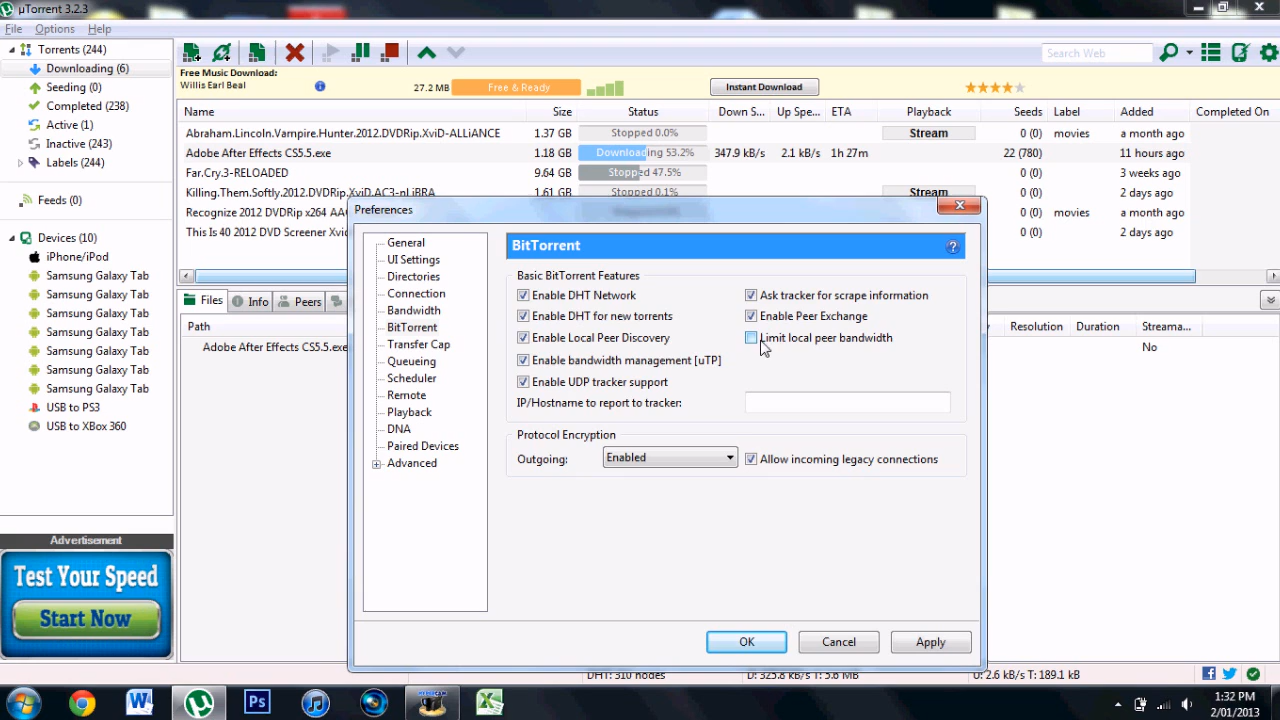 µTorrent 3.2.3
File Options Help
Torrents (244)
Downloading (6)
Seeding (0)
Completed (238)
Active (1)
Inactive (243)
Labels (244)
Feeds (0)
Devices (10)
iPhone/iPod
Samsung Galaxy Tab
Samsung Galaxy Tab
Samsung Galaxy Tab
Samsung Galaxy Tab
Samsung Galaxy Tab
Samsung Galaxy Tab
Samsung Galaxy Tab
USB to PS3
USB to XBox 360
Advertisement
Test Your Speed
Start Now
Search Web
Free Music Download:
Willis Earl Beal
27.2 MB Free & Ready
Instant Download
Name Size Status Down S... Up Spe... ETA Playback Seeds Label Added Completed On
Abraham.Lincoln.Vampire.Hunter.2012.DVDRip.XviD-ALLiANCE 1.37 GB Stopped 0.0% Stream 0 (0) movies a month ago
Adobe After Effects CS5.5.exe 1.18 GB Downloading 53.2% 347.9 kB/s 2.1 kB/s 1h 27m 22 (780) 11 hours ago
Far.Cry.3-RELOADED 9.64 GB Stopped 47.5% 0 (0) 3 weeks ago
Killing.Them.Softly.2012.DVDRip.XviD.AC3-nLiBRA 1.61 GB Stopped 0.1% Stream 0 (0) 2 days ago
Recognize 2012 DVDRip x264 AAC 0 (0) movies a month ago
This Is 40 2012 DVD Screener Xvid 0 (0) 2 days ago
Files Info Peers
Path Resolution Duration Streama...
Adobe After Effects CS5.5.exe No
Preferences
General
UI Settings
Directories
Connection
Bandwidth
BitTorrent
Transfer Cap
Queueing
Scheduler
Remote
Playback
DNA
Paired Devices
Advanced
BitTorrent
Basic BitTorrent Features
Enable DHT Network Ask tracker for scrape information
Enable DHT for new torrents Enable Peer Exchange
Enable Local Peer Discovery Limit local peer bandwidth
Enable bandwidth management [uTP]
Enable UDP tracker support
IP/Hostname to report to tracker:
Protocol Encryption
Outgoing: Enabled Allow incoming legacy connections
OK Cancel Apply
DHT: 310 nodes D: 325.8 kB/s T: 5.6 MB U: 2.6 kB/s T: 189.1 kB
1:32 PM
2/01/2013